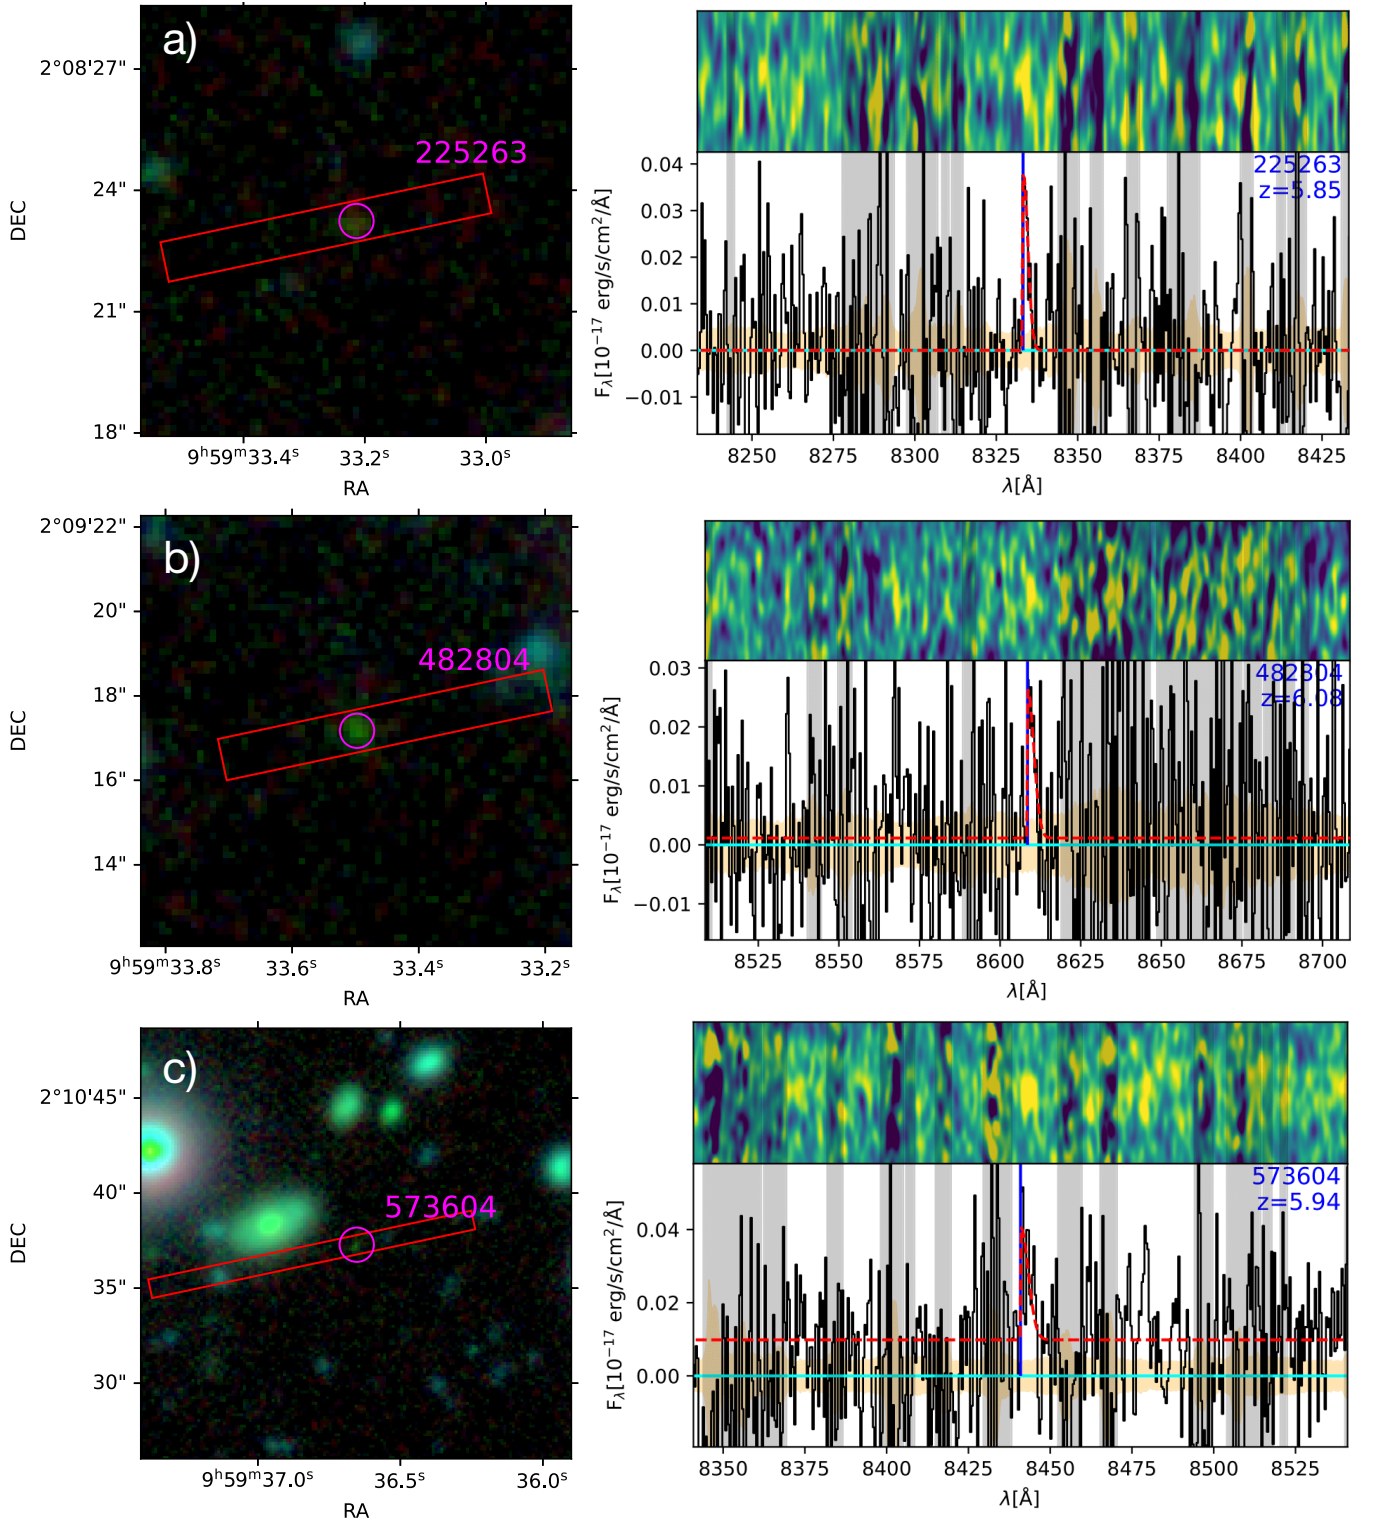 a)
2°08'27"
24"
21"
18"
DEC
225263
9ʰ59ᵐ33.4ˢ 33.2ˢ 33.0ˢ
RA
225263
z=5.85
0.04
0.03
0.02
0.01
0.00
−0.01
F_λ[10⁻¹⁷ erg/s/cm²/Å]
8250 8275 8300 8325 8350 8375 8400 8425
λ[Å]
b)
2°09'22"
20"
18"
16"
14"
DEC
482804
9ʰ59ᵐ33.8ˢ 33.6ˢ 33.4ˢ 33.2ˢ
RA
482804
z=6.08
0.03
0.02
0.01
0.00
−0.01
F_λ[10⁻¹⁷ erg/s/cm²/Å]
8525 8550 8575 8600 8625 8650 8675 8700
λ[Å]
c)
2°10'45"
40"
35"
30"
DEC
573604
9ʰ59ᵐ37.0ˢ 36.5ˢ 36.0ˢ
RA
573604
z=5.94
0.04
0.02
0.00
F_λ[10⁻¹⁷ erg/s/cm²/Å]
8350 8375 8400 8425 8450 8475 8500 8525
λ[Å]